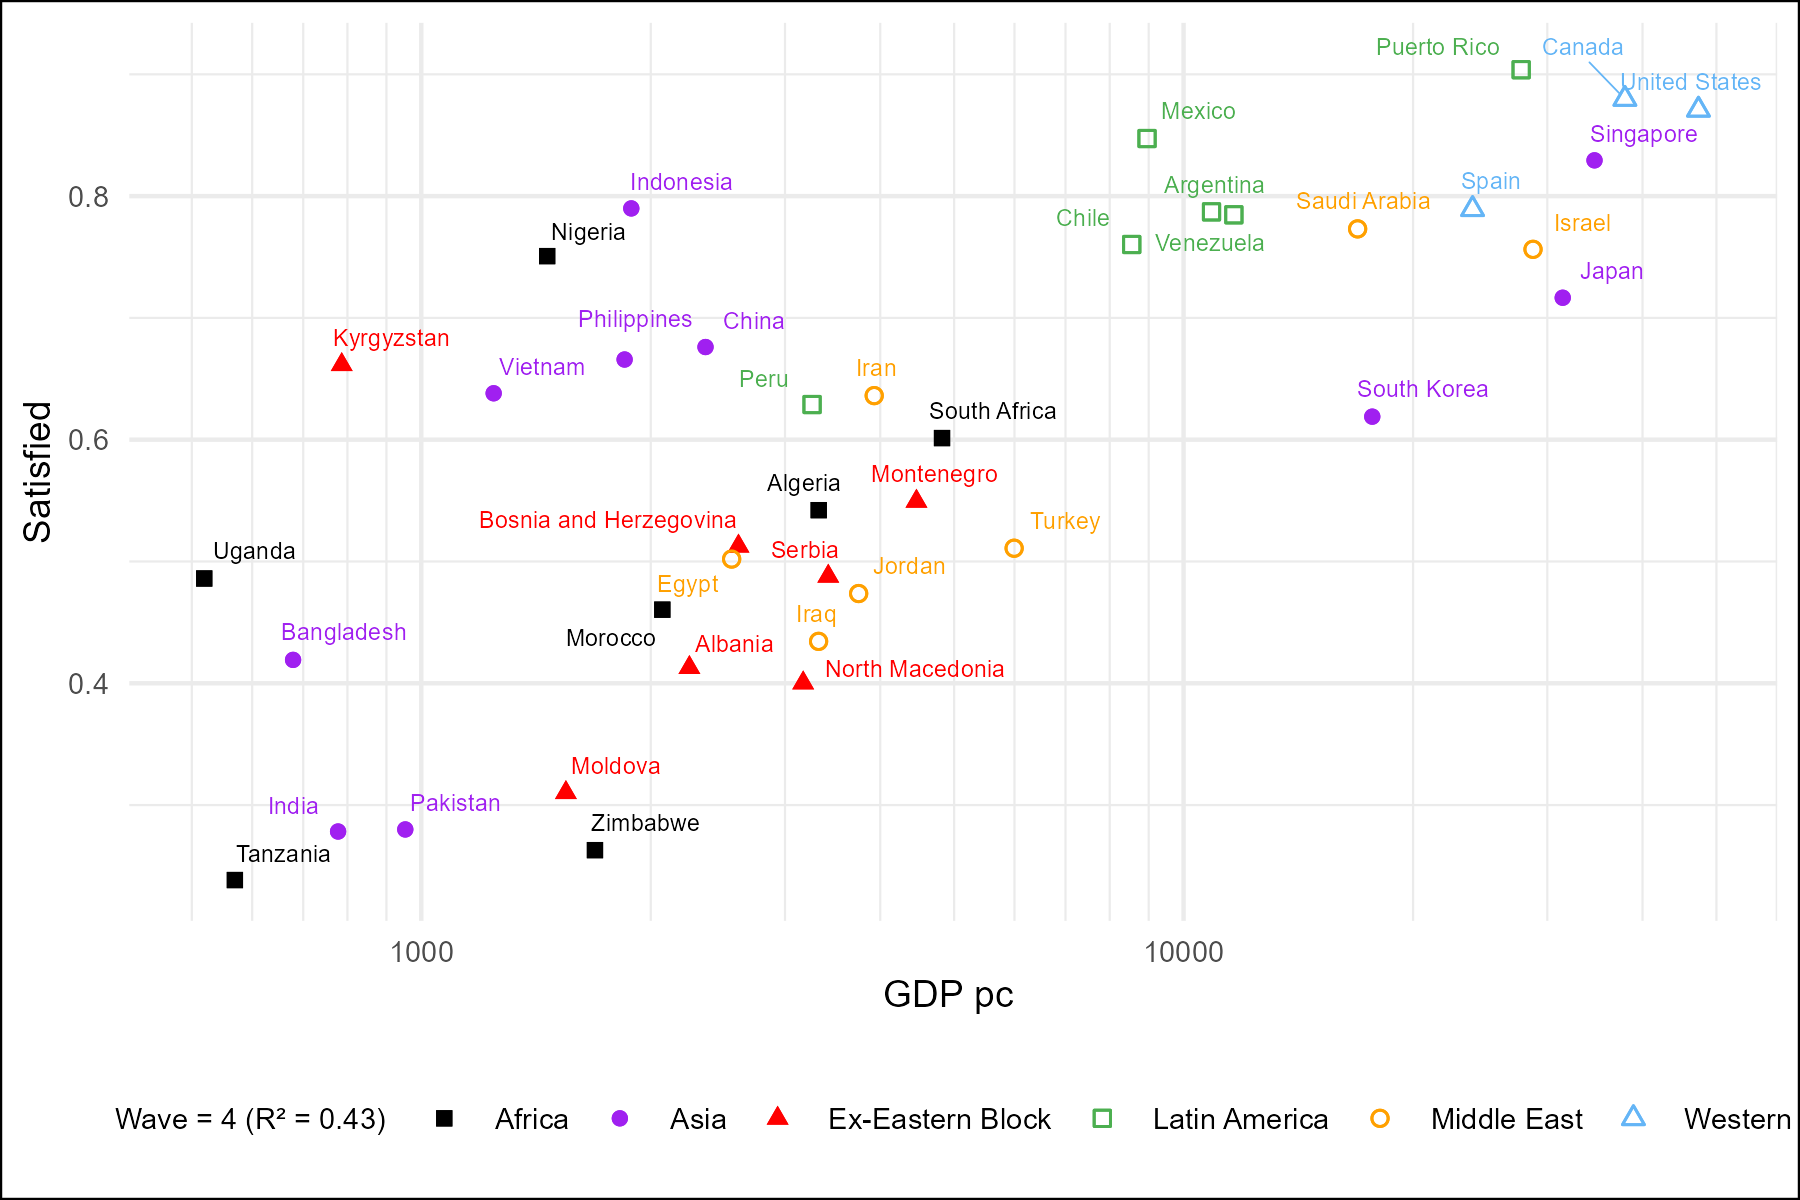 Puerto Rico
Canada
United States
Mexico
Singapore
Indonesia
Argentina
Spain
Saudi Arabia
0.8
Chile
Israel
Nigeria
Venezuela
Japan
Philippines
China
Kyrgyzstan
Vietnam
Iran
Peru
South Korea
South Africa
0.6
Satisfied
Montenegro
Algeria
Bosnia and Herzegovina
Turkey
Uganda
Serbia
Jordan
Egypt
Iraq
Bangladesh
Morocco
Albania
North Macedonia
0.4
Moldova
India
Pakistan
Zimbabwe
Tanzania
1000
10000
GDP pc
Wave = 4 (R² = 0.43) Africa Asia Ex-Eastern Block Latin America Middle East Western